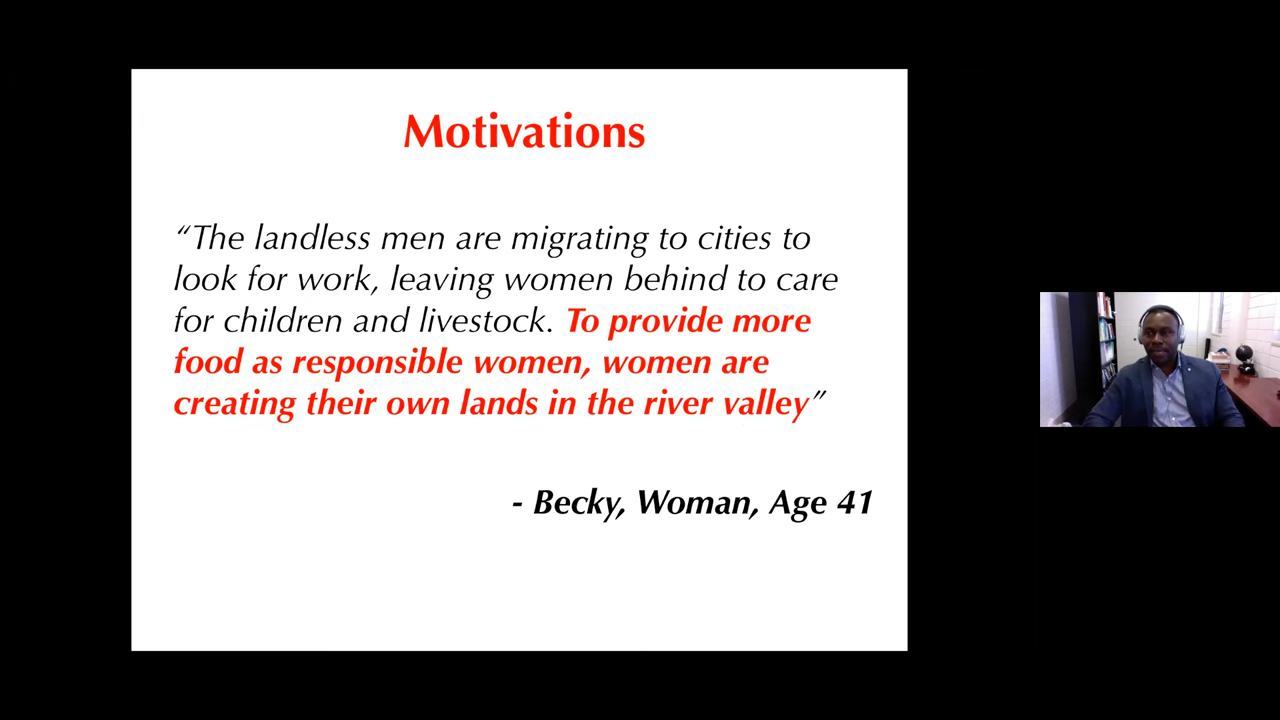 Motivations
“The landless men are migrating to cities to
look for work, leaving women behind to care
for children and livestock. To provide more
food as responsible women, women are
creating their own lands in the river valley”
- Becky, Woman, Age 41